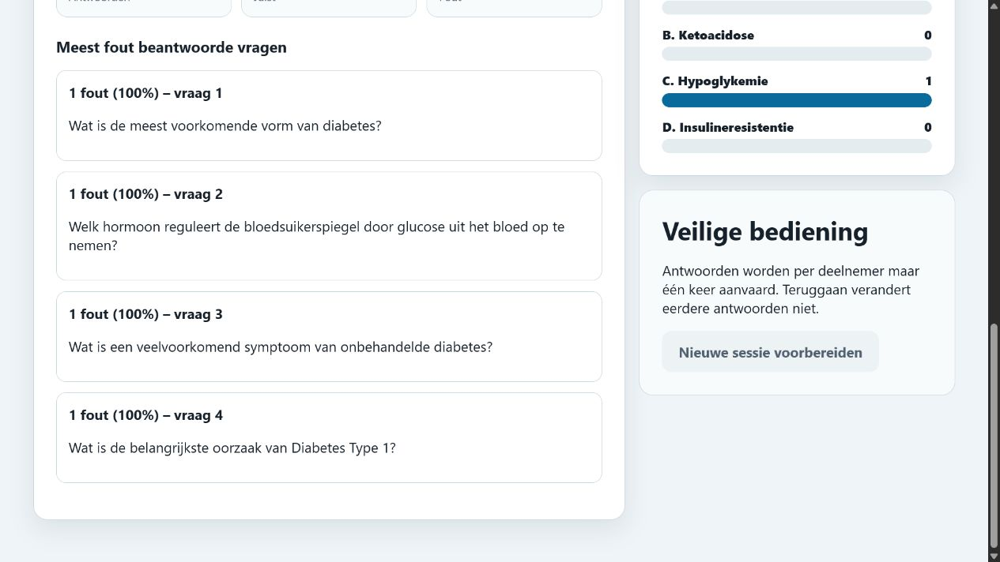 Meest fout beantwoorde vragen
1 fout (100%) – vraag 1
Wat is de meest voorkomende vorm van diabetes?
1 fout (100%) – vraag 2
Welk hormoon reguleert de bloedsuikerspiegel door glucose uit het bloed op te
nemen?
1 fout (100%) – vraag 3
Wat is een veelvoorkomend symptoom van onbehandelde diabetes?
1 fout (100%) – vraag 4
Wat is de belangrijkste oorzaak van Diabetes Type 1?
B. Ketoacidose 0
C. Hypoglykemie 1
D. Insulineresistentie 0
Veilige bediening
Antwoorden worden per deelnemer maar
één keer aanvaard. Teruggaan verandert
eerdere antwoorden niet.
Nieuwe sessie voorbereiden